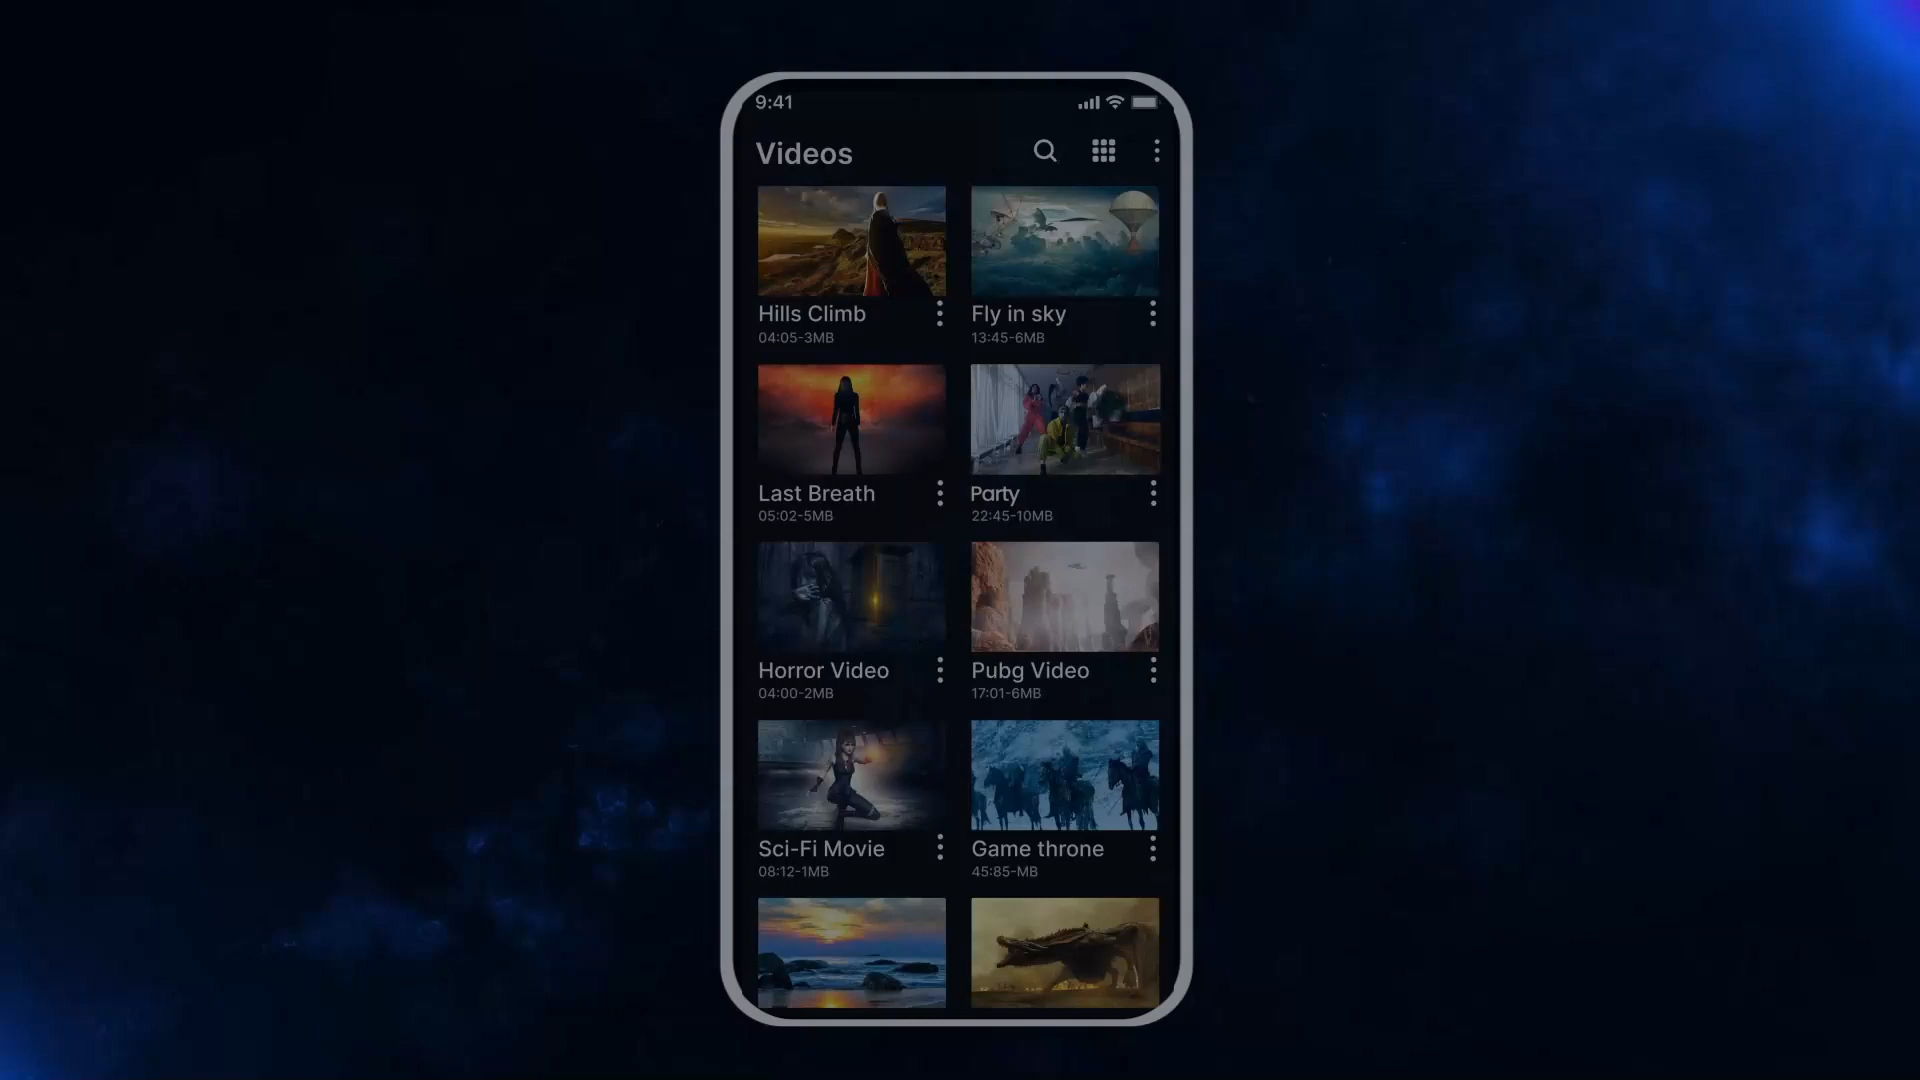 9:41
Videos
Hills Climb
04:05-3MB
Fly in sky
13:45-6MB
Last Breath
05:02-5MB
Party
22:45-10MB
Horror Video
04:00-2MB
Pubg Video
17:01-6MB
Sci-Fi Movie
08:12-1MB
Game throne
45:85-MB